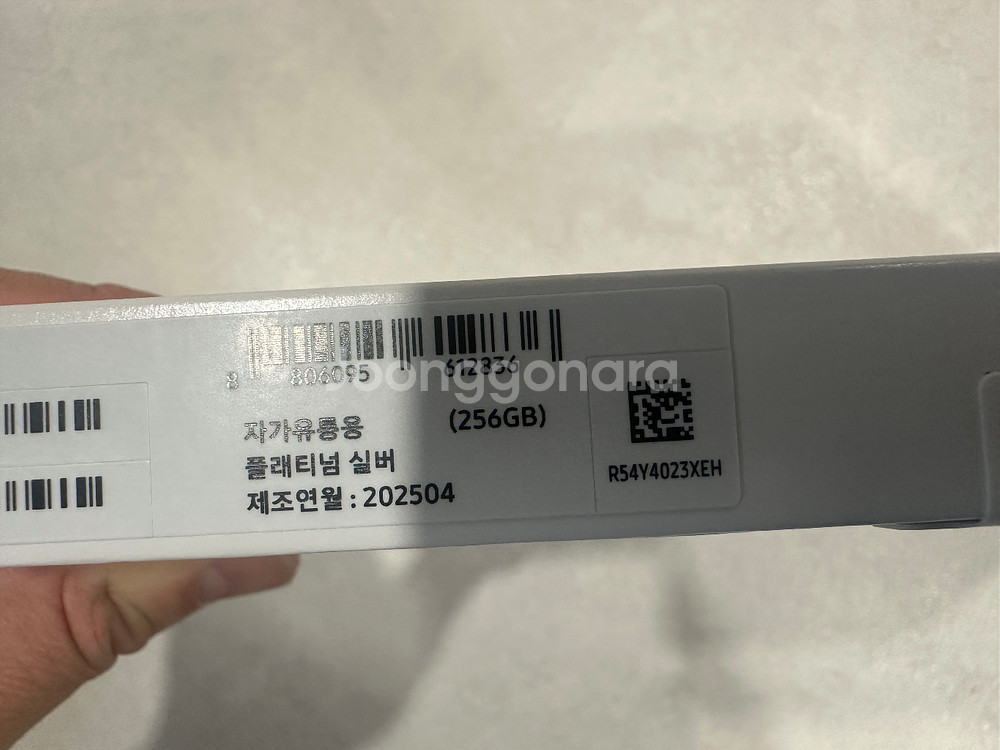 8 806095 612836
자가유통용 (256GB)
플래티넘 실버
제조연월 : 202504
R54Y4023XEH
Joonggonara